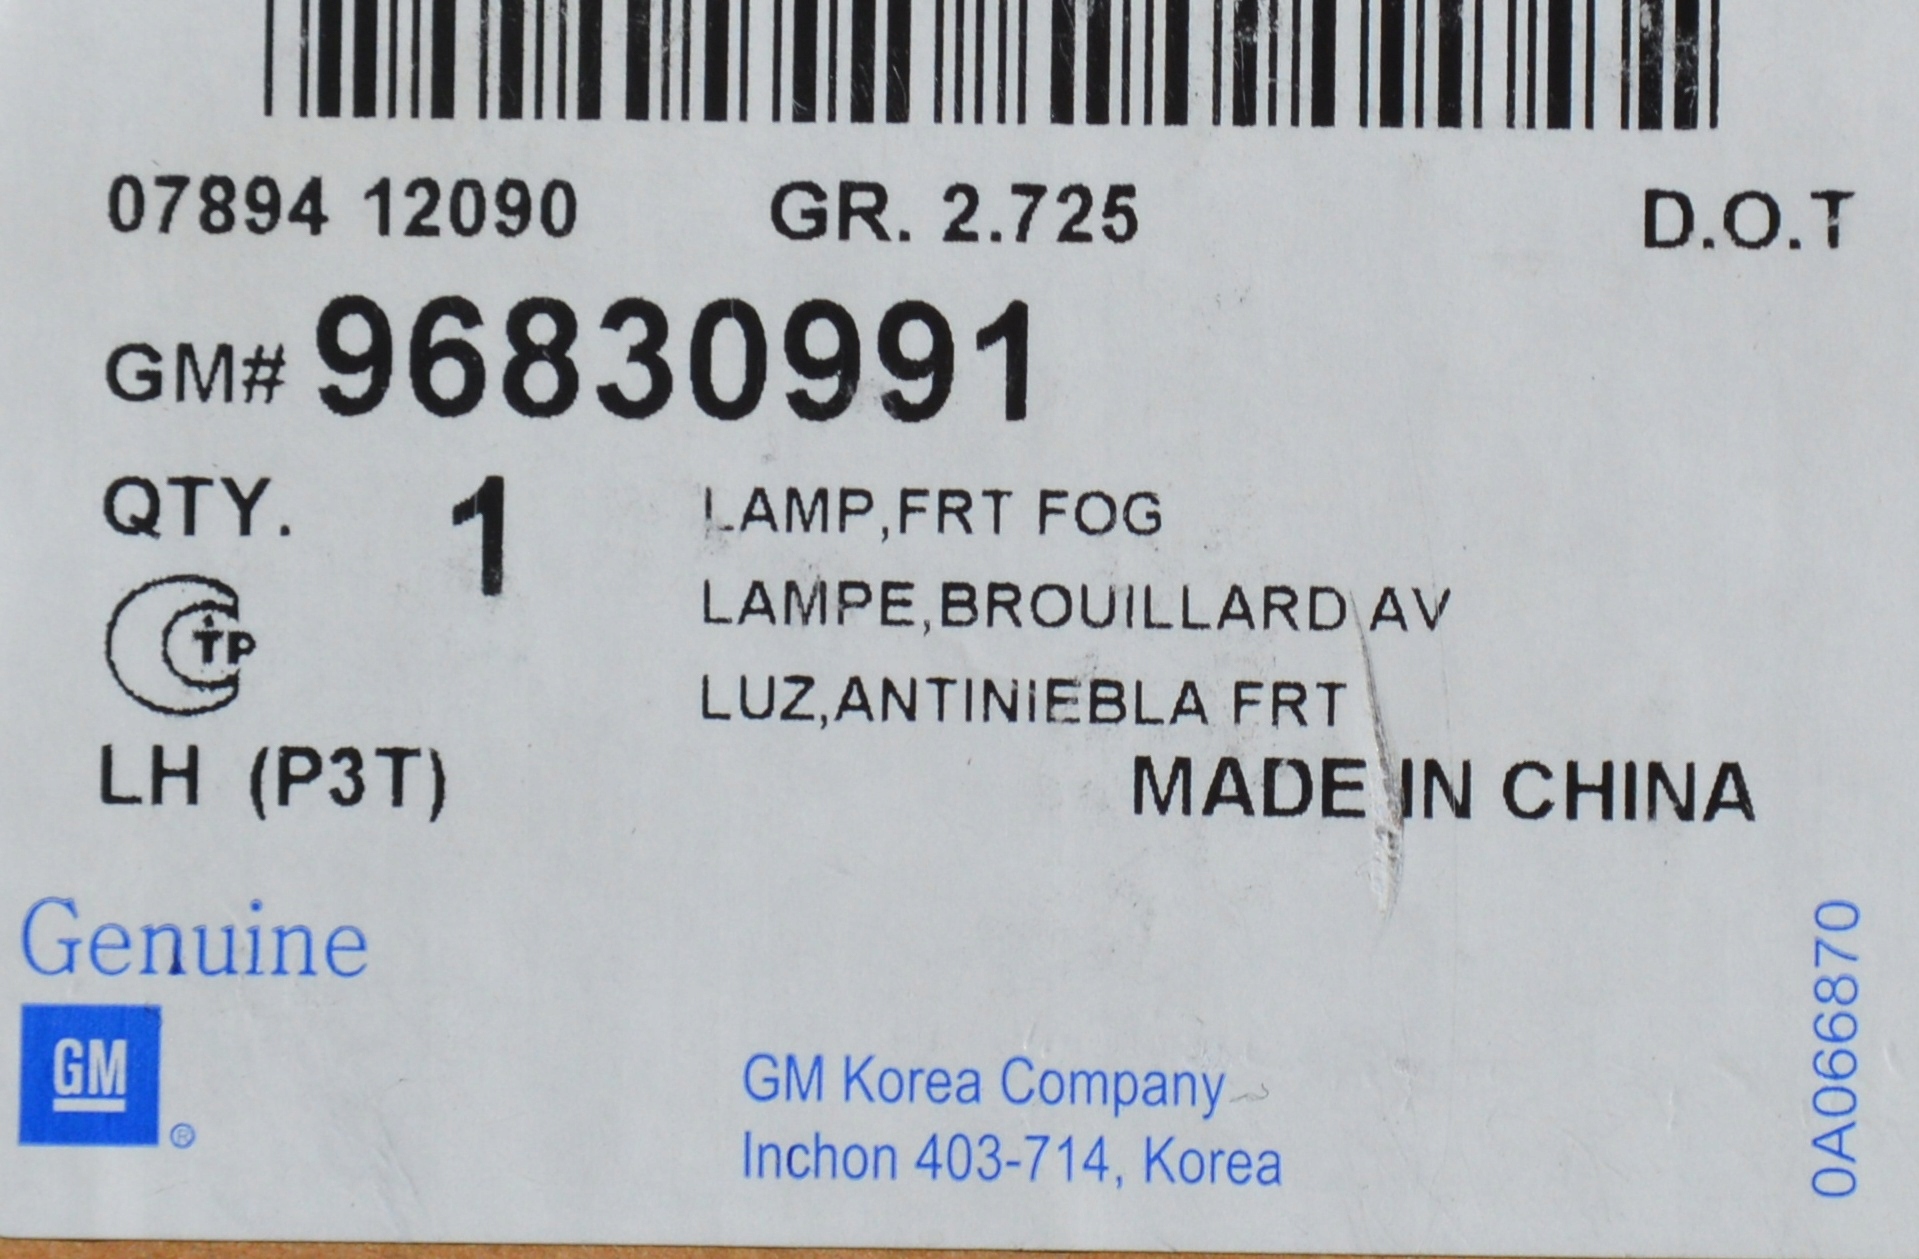 07894 12090 GR. 2.725 D.O.T
GM# 96830991
QTY. 1 LAMP,FRT FOG
LAMPE,BROUILLARD AV
TP
LUZ,ANTINIEBLA FRT
LH (P3T)
MADE IN CHINA
Genuine
GM
®
GM Korea Company
Inchon 403-714, Korea
0A066870